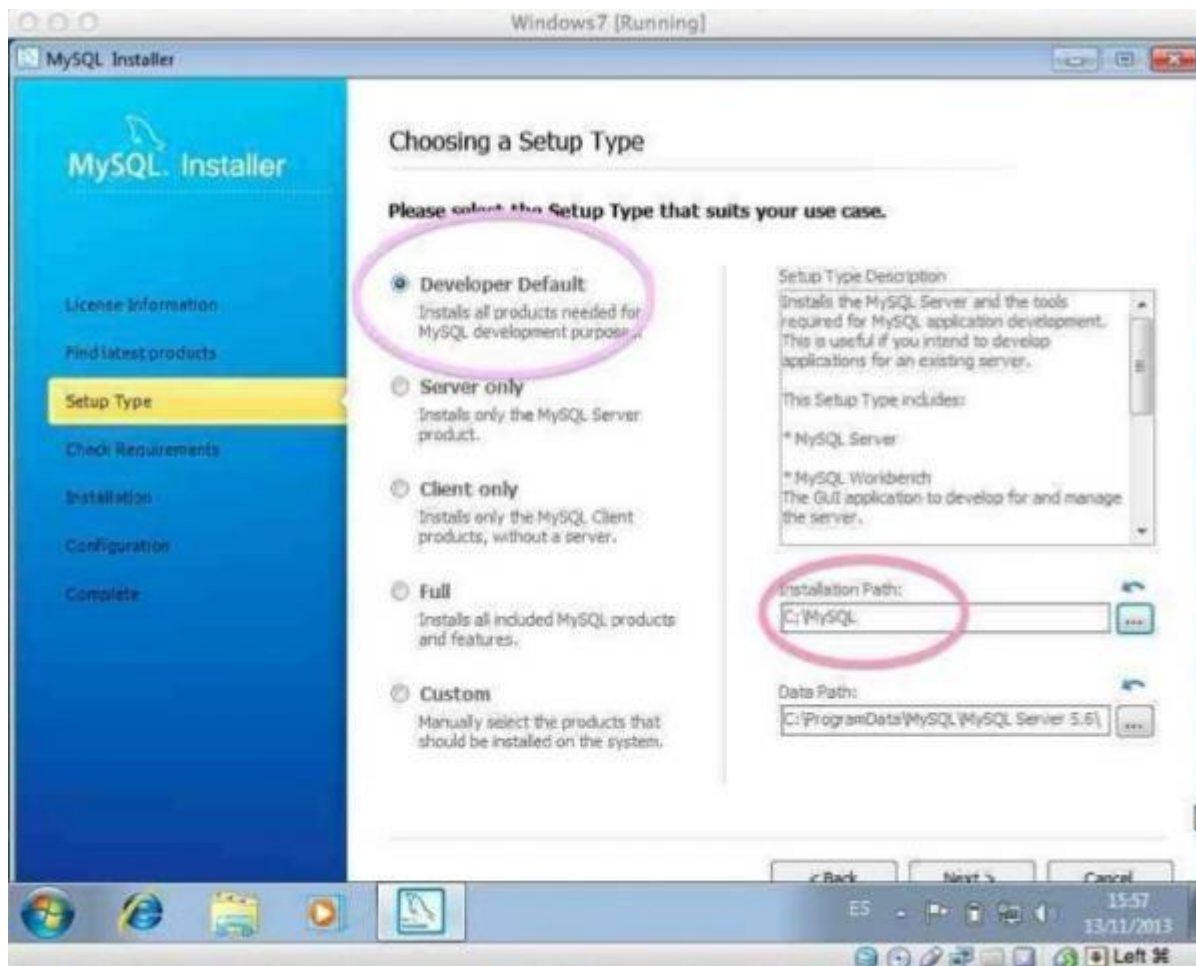 Windows7 [Running]
MySQL Installer
MySQL. Installer
License Information
Find latest products
Setup Type
Check Requirements
Installation
Configuration
Complete
Choosing a Setup Type
Please select the Setup Type that suits your use case.
Developer Default
Installs all products needed for
MySQL development purposes.
Server only
Installs only the MySQL Server
product.
Client only
Installs only the MySQL Client
products, without a server.
Full
Installs all included MySQL products
and features.
Custom
Manually select the products that
should be installed on the system.
Setup Type Description
Installs the MySQL Server and the tools
required for MySQL application development.
This is useful if you intend to develop
applications for an existing server.
This Setup Type includes:
* MySQL Server
* MySQL Workbench
The GUI application to develop for and manage
the server.
Installation Path:
C:\MySQL
...
Data Path:
C:\ProgramData\MySQL\MySQL Server 5.6\
...
< Back
Next >
Cancel
ES
15:57
13/11/2013
Left ⌘